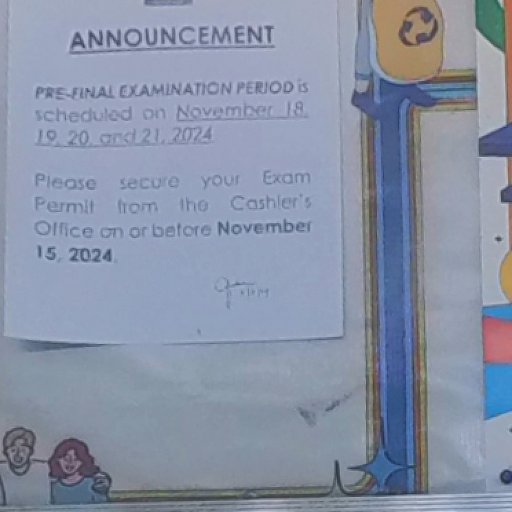 ANNOUNCEMENT
PRE-FINAL EXAMINATION PERIOD is
scheduled on November 18,
19, 20, and 21, 2024
Please secure your Exam
Permit from the Cashier's
Office on or before November
15, 2024.